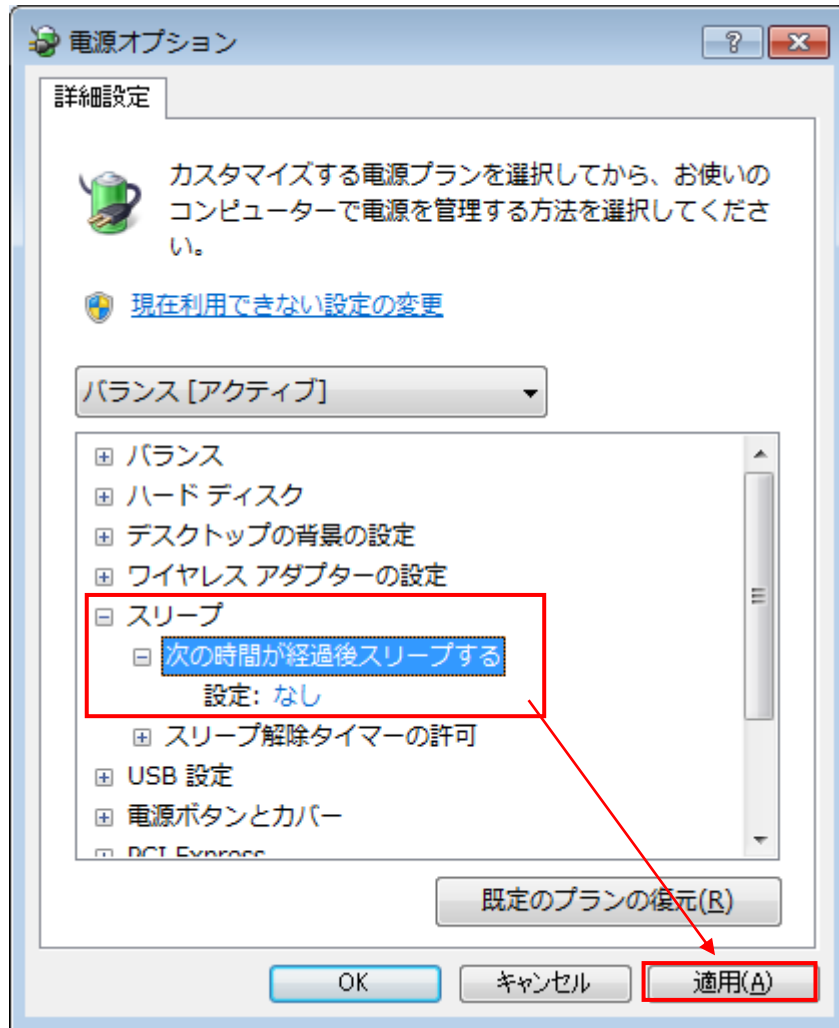 電源オプション
詳細設定
カスタマイズする電源プランを選択してから、お使いの
コンピューターで電源を管理する方法を選択してくださ
い。
現在利用できない設定の変更
バランス [アクティブ]
バランス
ハード ディスク
デスクトップの背景の設定
ワイヤレス アダプターの設定
スリープ
次の時間が経過後スリープする
設定: なし
スリープ解除タイマーの許可
USB 設定
電源ボタンとカバー
PCI Express
既定のプランの復元(R)
OK
キャンセル
適用(A)